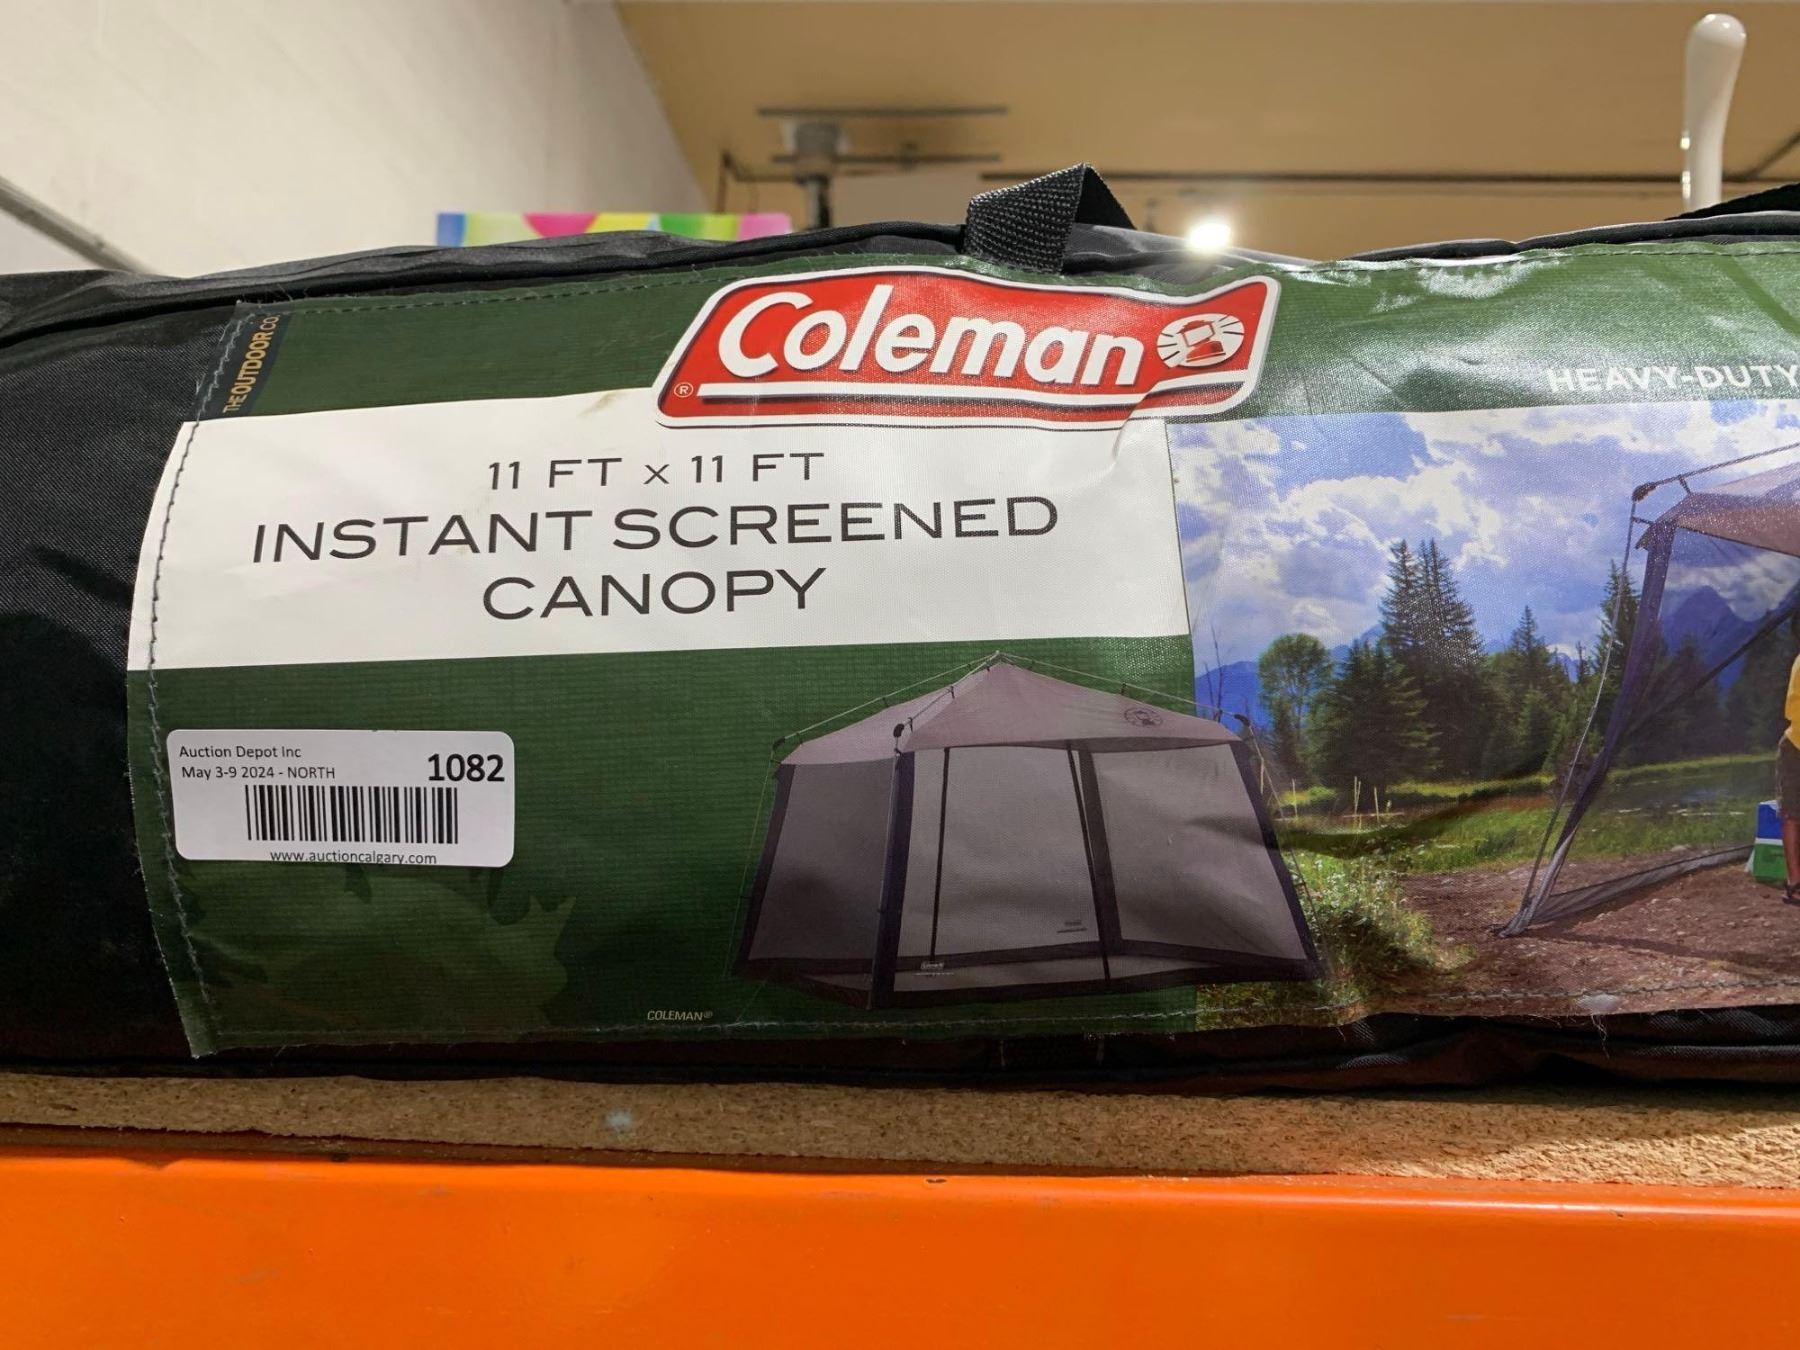 THE OUTDOOR CO.
Coleman
®
HEAVY-DUTY
11 FT x 11 FT
INSTANT SCREENED
CANOPY
Auction Depot Inc
May 3-9 2024 - NORTH
1082
www.auctioncalgary.com
COLEMAN®